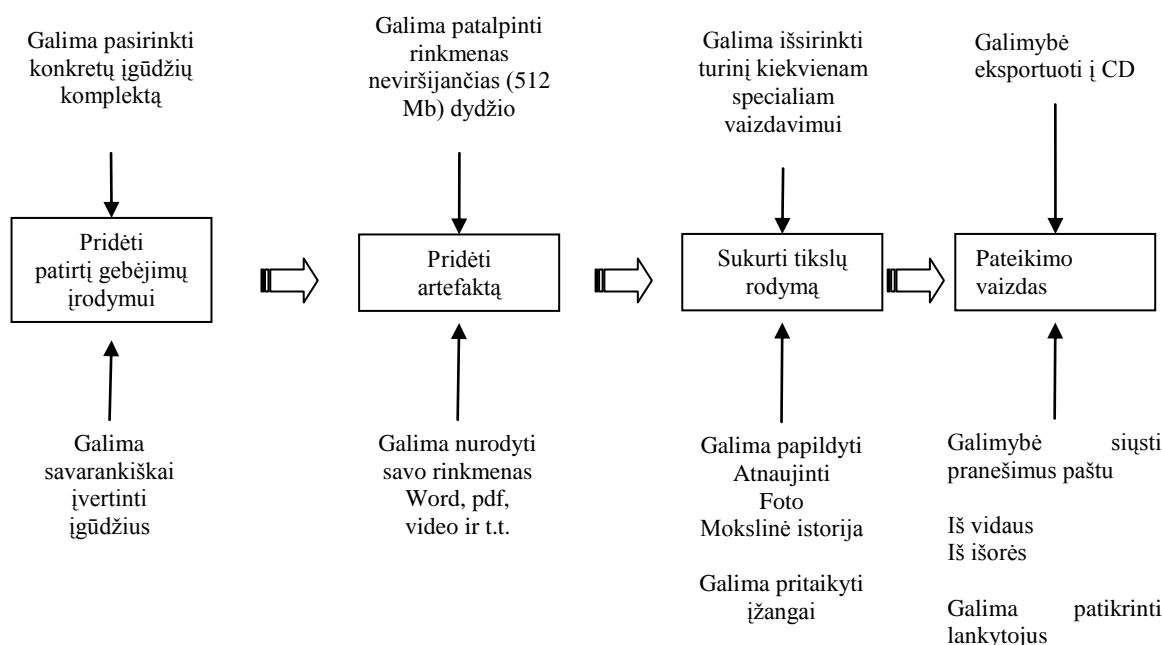 Galima pasirinkti
konkretų įgūdžių
komplektą
Galima patalpinti
rinkmenas
neviršijančias (512
Mb) dydžio
Galima išsirinkti
turinį kiekvienam
specialiam
vaizdavimui
Galimybė
eksportuoti į CD
Pridėti
patirtį gebėjimų
įrodymui
Pridėti
artefaktą
Sukurti tikslų
rodymą
Pateikimo
vaizdas
Galima
savarankiškai
įvertinti
įgūdžius
Galima nurodyti
savo rinkmenas
Word, pdf,
video ir t.t.
Galima papildyti
Atnaujinti
Foto
Mokslinė istorija
Galima pritaikyti
įžangai
Galimybė siųsti
pranešimus paštu
Iš vidaus
Iš išorės
Galima patikrinti
lankytojus